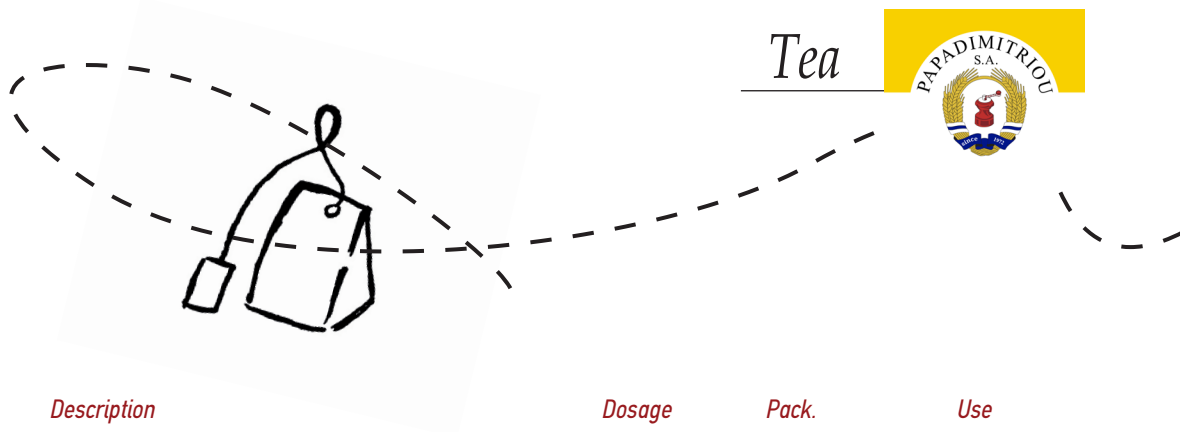 Tea
PAPADIMITRIOU
S.A.
since 1972
Description Dosage Pack. Use